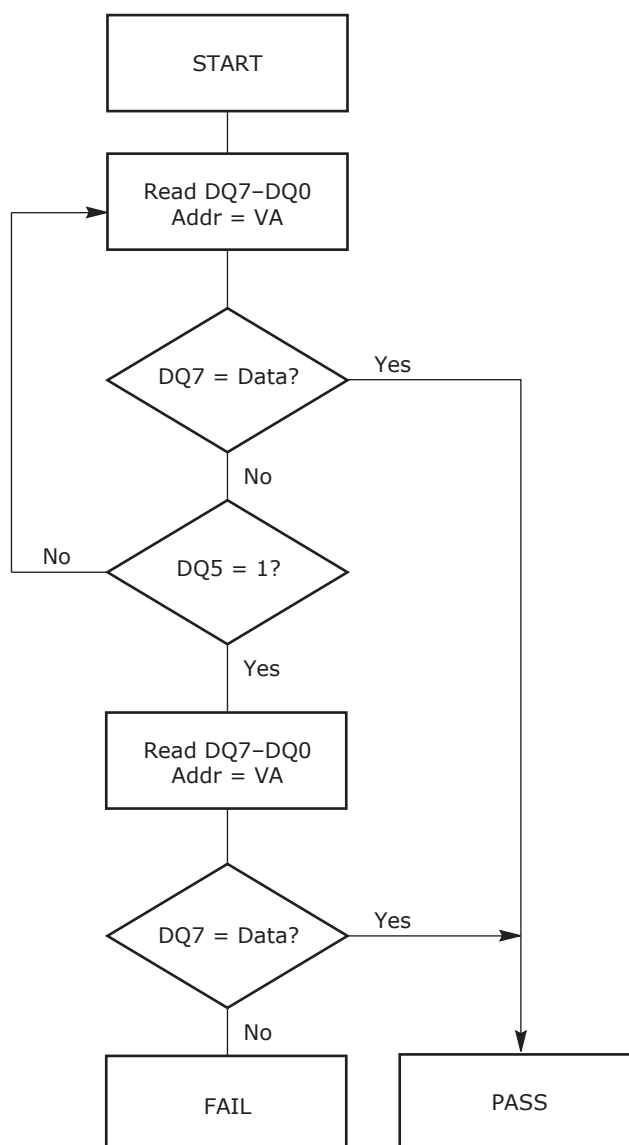 START
Read DQ7–DQ0
Addr = VA
DQ7 = Data?
Yes
No
DQ5 = 1?
No
Yes
Read DQ7–DQ0
Addr = VA
DQ7 = Data?
Yes
No
FAIL
PASS